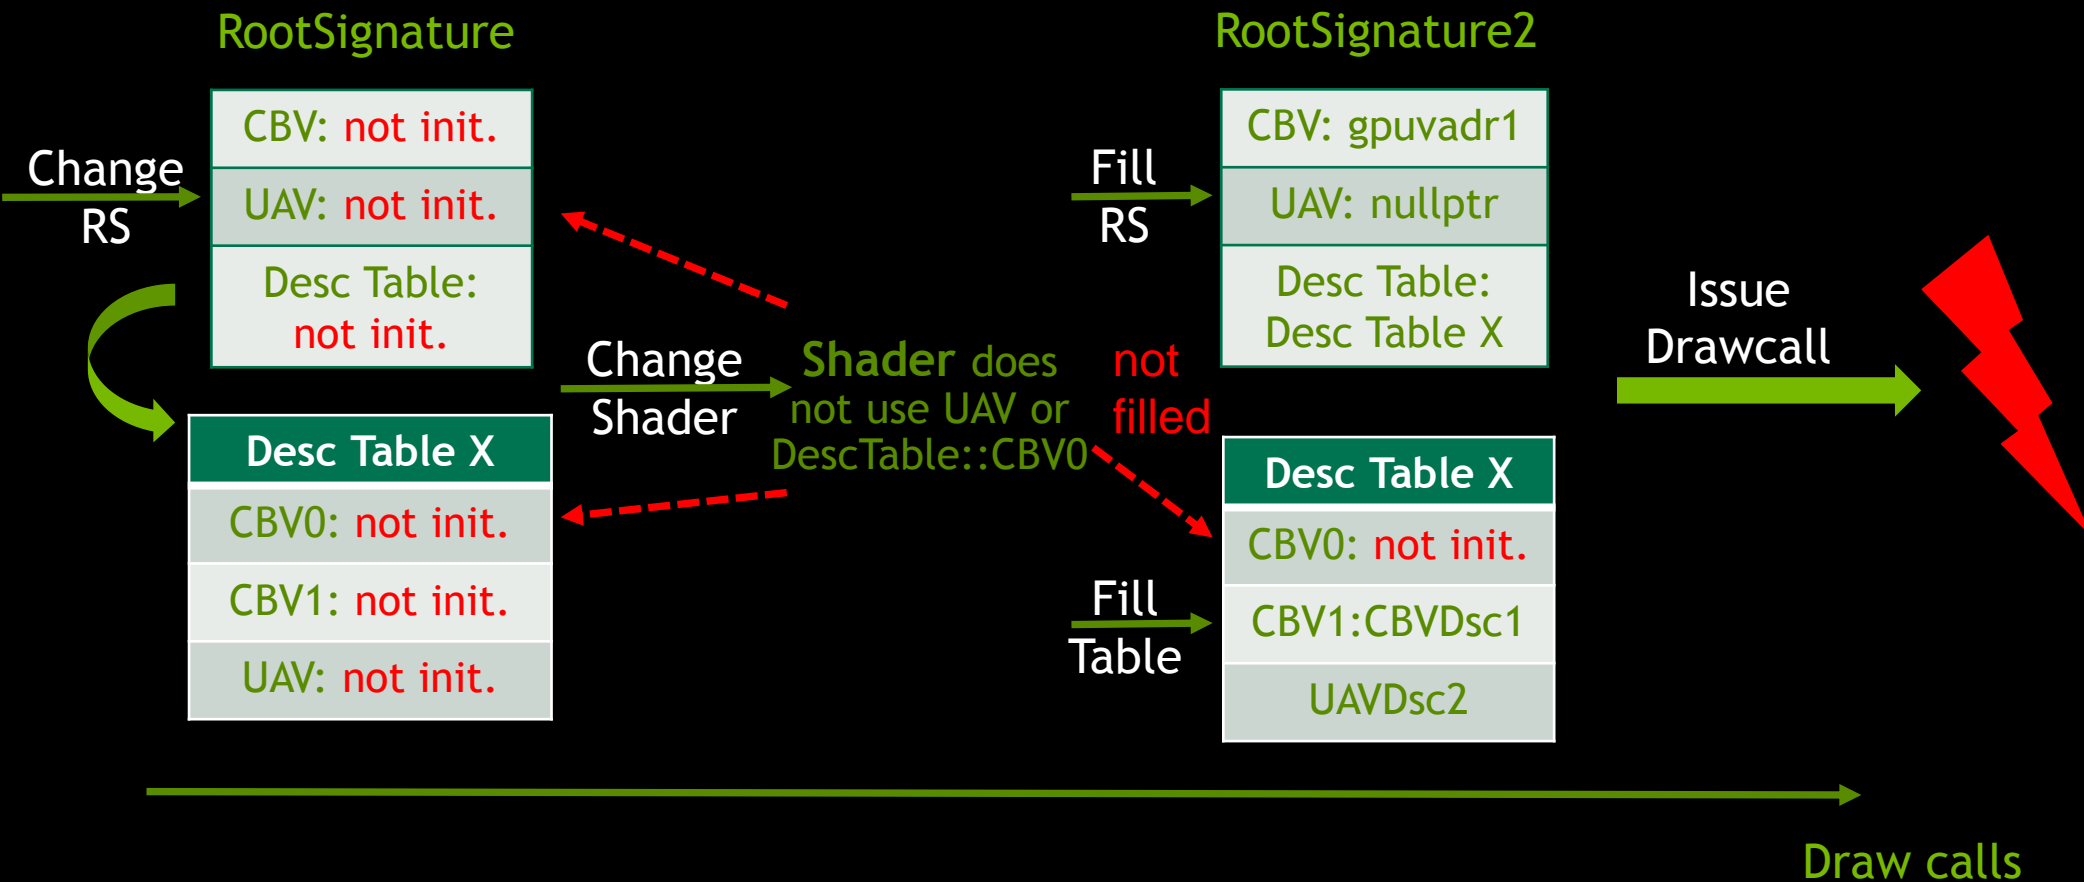 RootSignature
CBV: not init.
UAV: not init.
Desc Table:
not init.
Change
RS
Desc Table X
CBV0: not init.
CBV1: not init.
UAV: not init.
Change
Shader
Shader does
not use UAV or
DescTable::CBV0
not
filled
RootSignature2
Fill
RS
CBV: gpuvadr1
UAV: nullptr
Desc Table:
Desc Table X
Fill
Table
Desc Table X
CBV0: not init.
CBV1:CBVDsc1
UAVDsc2
Issue
Drawcall
Draw calls